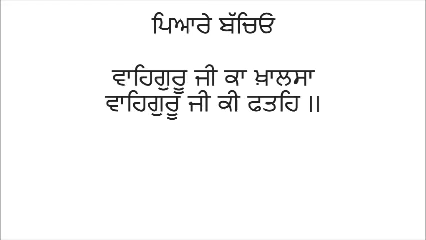 ਪਿਆਰੇ ਬੱਚਿਓ
ਵਾਹਿਗੁਰੂ ਜੀ ਕਾ ਖ਼ਾਲਸਾ
ਵਾਹਿਗੁਰੂ ਜੀ ਕੀ ਫਤਹਿ ॥